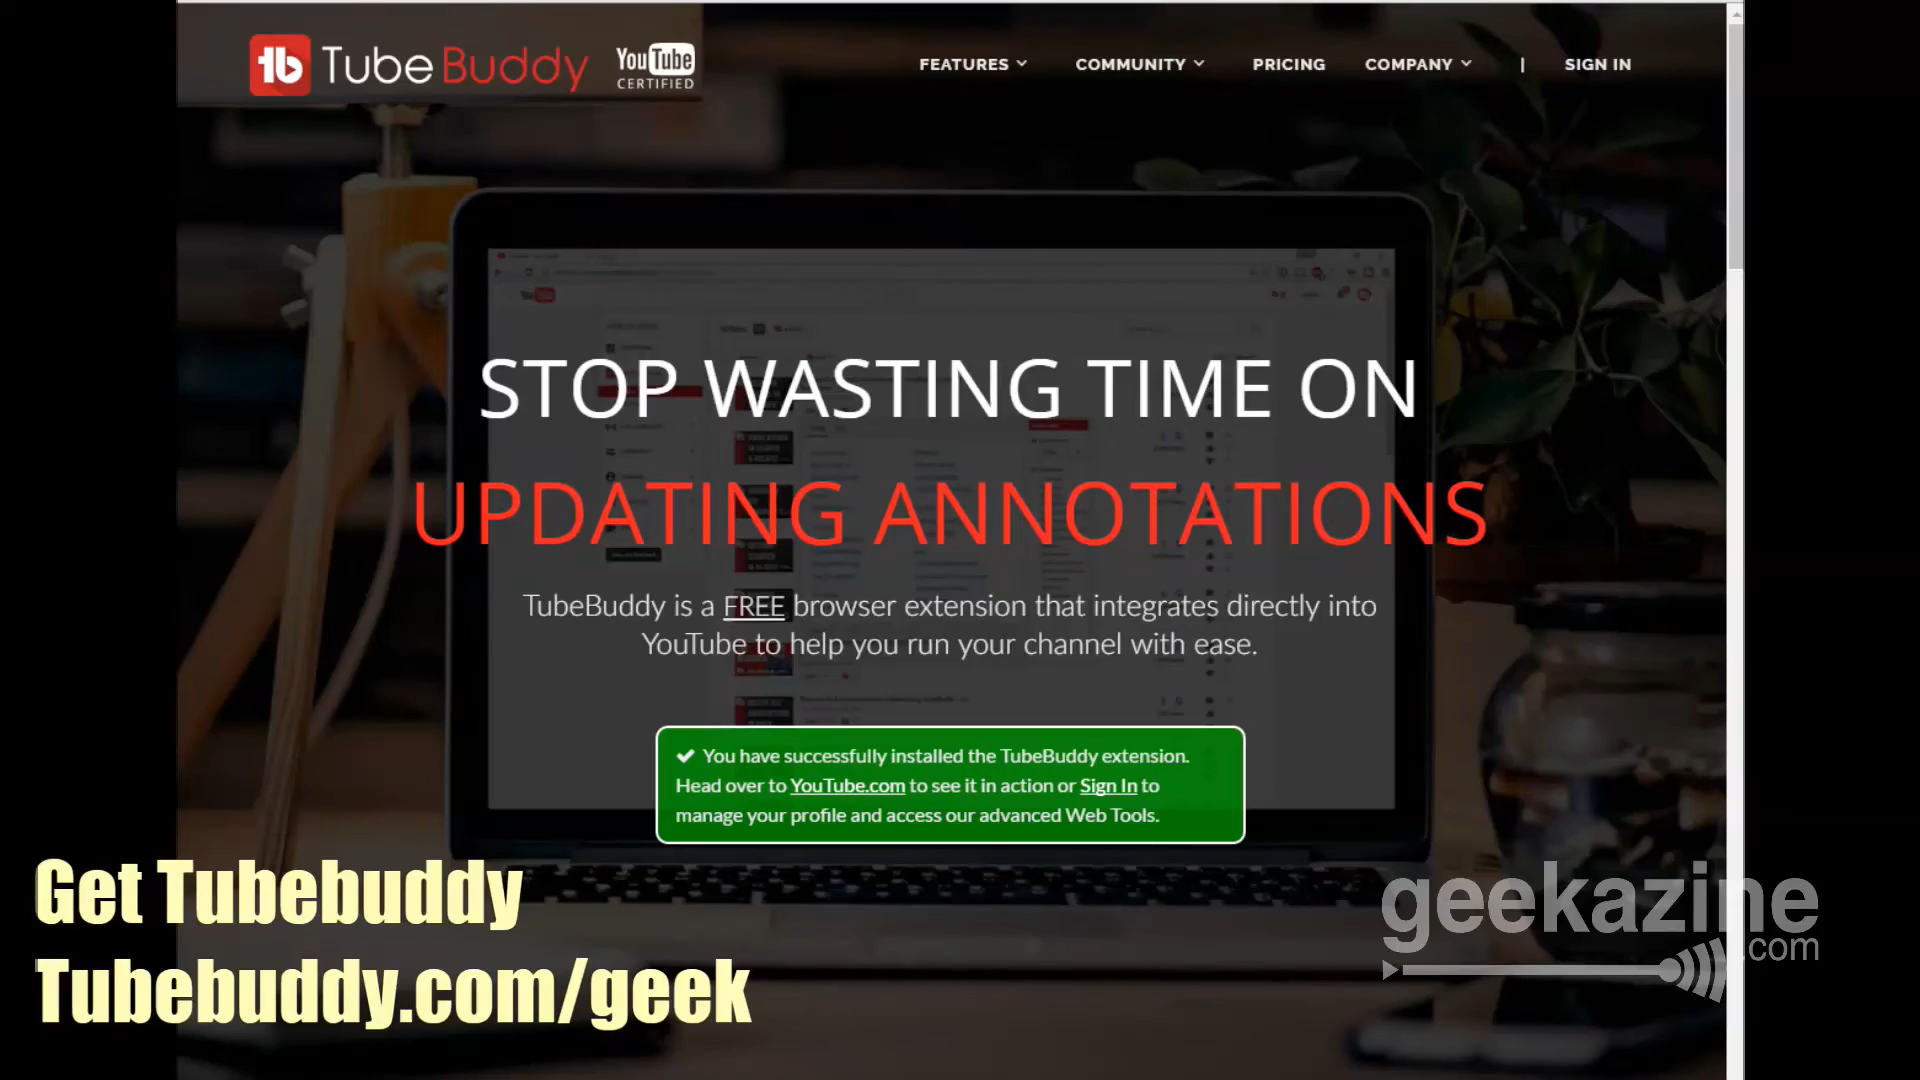 TubeBuddy
YouTube
CERTIFIED
FEATURES
COMMUNITY
PRICING
COMPANY
|
SIGN IN
STOP WASTING TIME ON
UPDATING ANNOTATIONS
TubeBuddy is a FREE browser extension that integrates directly into
YouTube to help you run your channel with ease.
You have successfully installed the TubeBuddy extension.
Head over to YouTube.com to see it in action or Sign In to
manage your profile and access our advanced Web Tools.
Get Tubebuddy
Tubebuddy.com/geek
geekazine
.com